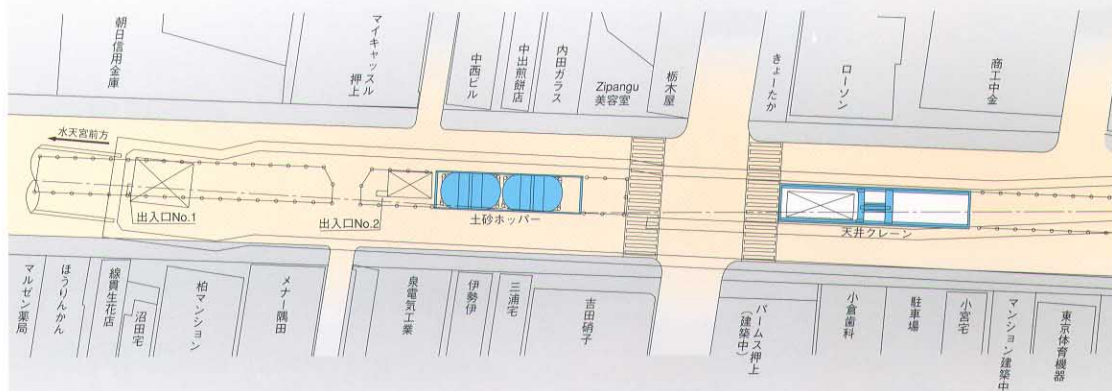 朝日信用金庫
マイキャッスル
押上
中西ビル
中出煎餅店
内田ガラス
Zipangu
美容室
栃木屋
きょーたか
ローソン
商工中金
水天宮前方
出入口No.1
出入口No.2
土砂ホッパー
天井クレーン
マルゼン薬局
ほうりんかん
線貫生花店
沼田宅
柏マンション
メナー隅田
泉電気工業
伊勢伊
三浦宅
吉田硝子
パームス押上
(建築中)
小倉歯科
駐車場
小宮宅
マンション建築中
東京体育機器